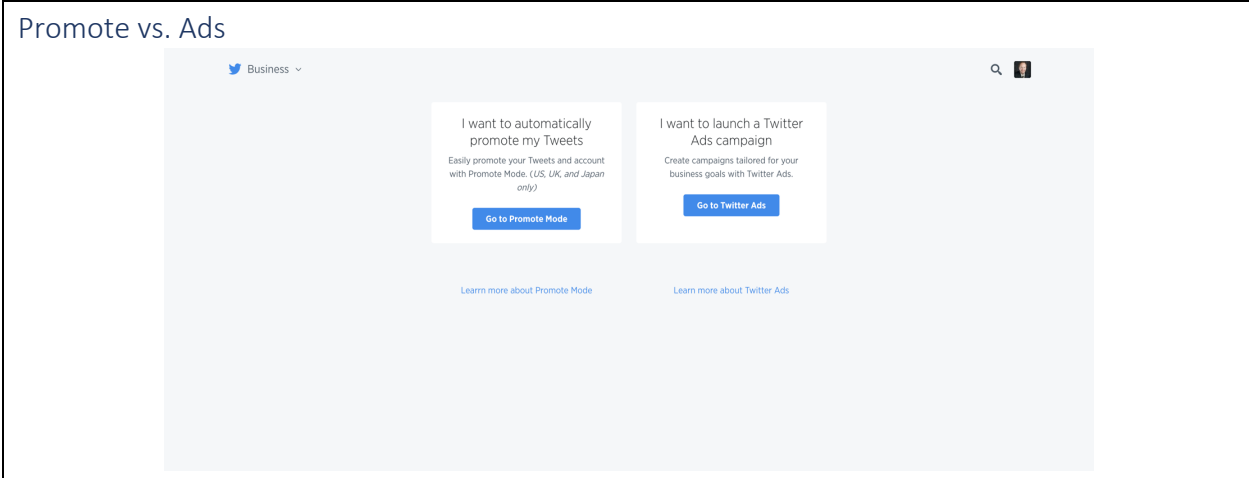 Promote vs. Ads
Business
I want to automatically
promote my Tweets
Easily promote your Tweets and account
with Promote Mode. (US, UK, and Japan
only)
Go to Promote Mode
I want to launch a Twitter
Ads campaign
Create campaigns tailored for your
business goals with Twitter Ads.
Go to Twitter Ads
Learrn more about Promote Mode
Learn more about Twitter Ads